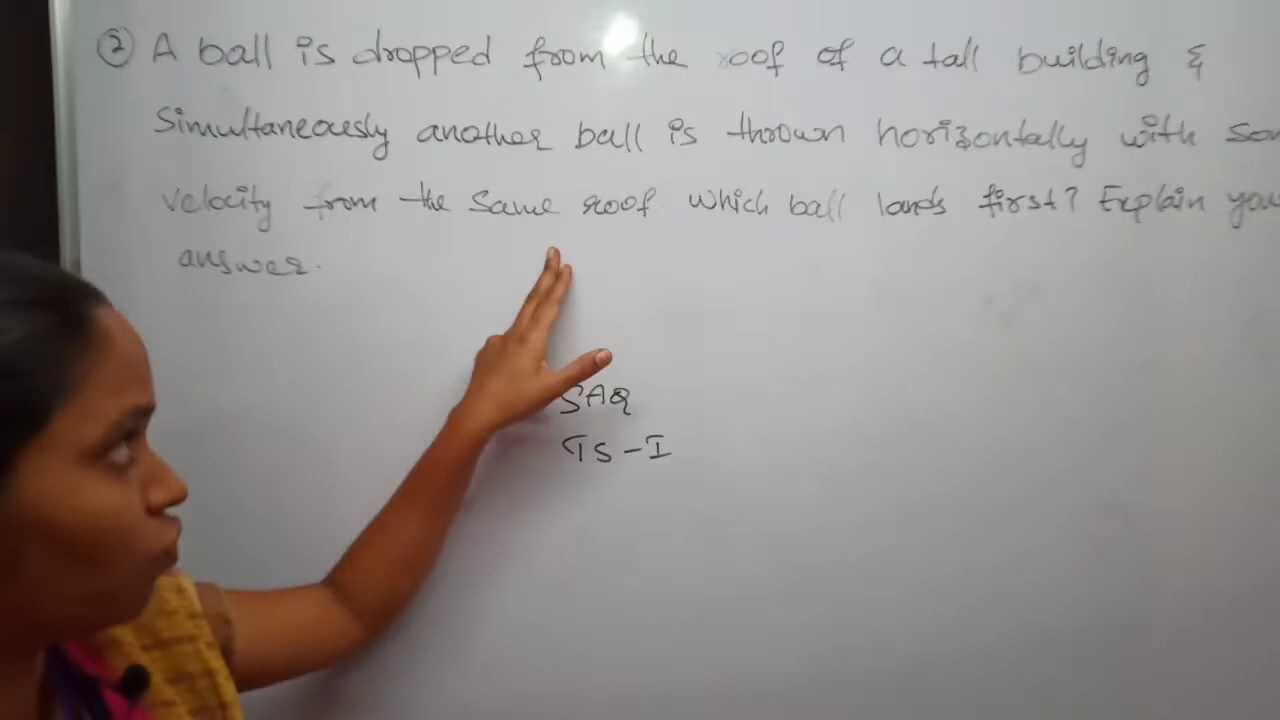 ② A ball is dropped from the roof of a tall building &
Simultaneously another ball is thrown horizontally with
velocity from the same roof. Which ball lands first? Explain
answer.
SAQ
TS-I